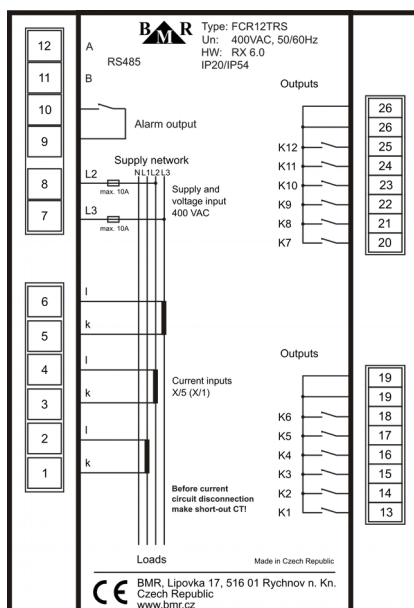 BMR
Type: FCR12TRS
Un: 400VAC, 50/60Hz
HW: RX 6.0
IP20/IP54
12
A
RS485
11
B
10
Alarm output
9
Supply network
N L1 L2 L3
8
L2
max. 10A
Supply and
voltage input
400 VAC
7
L3
max. 10A
6
l
5
k
4
l
Current inputs
X/5 (X/1)
3
k
2
l
1
k
Before current
circuit disconnection
make short-out CT!
Loads
Outputs
26
26
K12
25
K11
24
K10
23
K9
22
K8
21
K7
20
Outputs
19
19
K6
18
K5
17
K4
16
K3
15
K2
14
K1
13
Made in Czech Republic
CE
BMR, Lipovka 17, 516 01 Rychnov n. Kn.
Czech Republic
www.bmr.cz